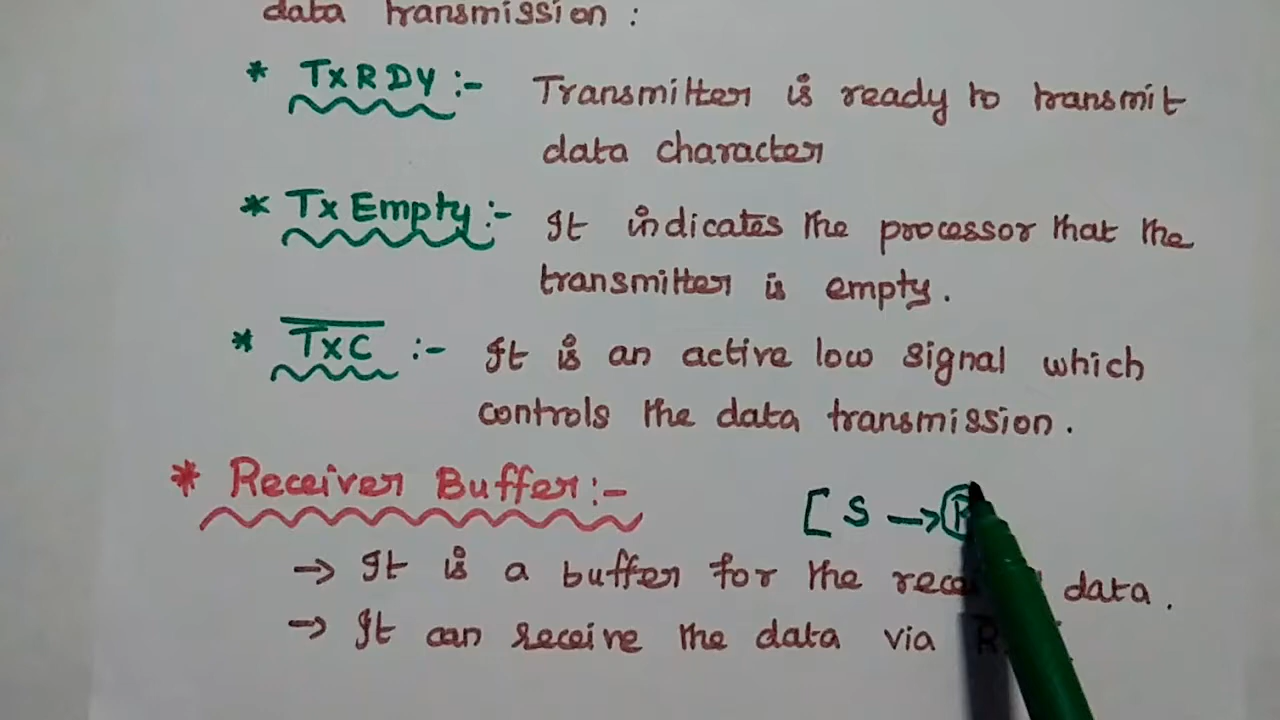 data transmission :
* TxRDY :- Transmitter is ready to transmit
data character
* Tx Empty :- It indicates the processor that the
transmitter is empty.
* T̅x̅C̅ :- It is an active low signal which
controls the data transmission.
* Receiver Buffer :-
[ S →
→ It is a buffer for the data.
→ It can receive the data via